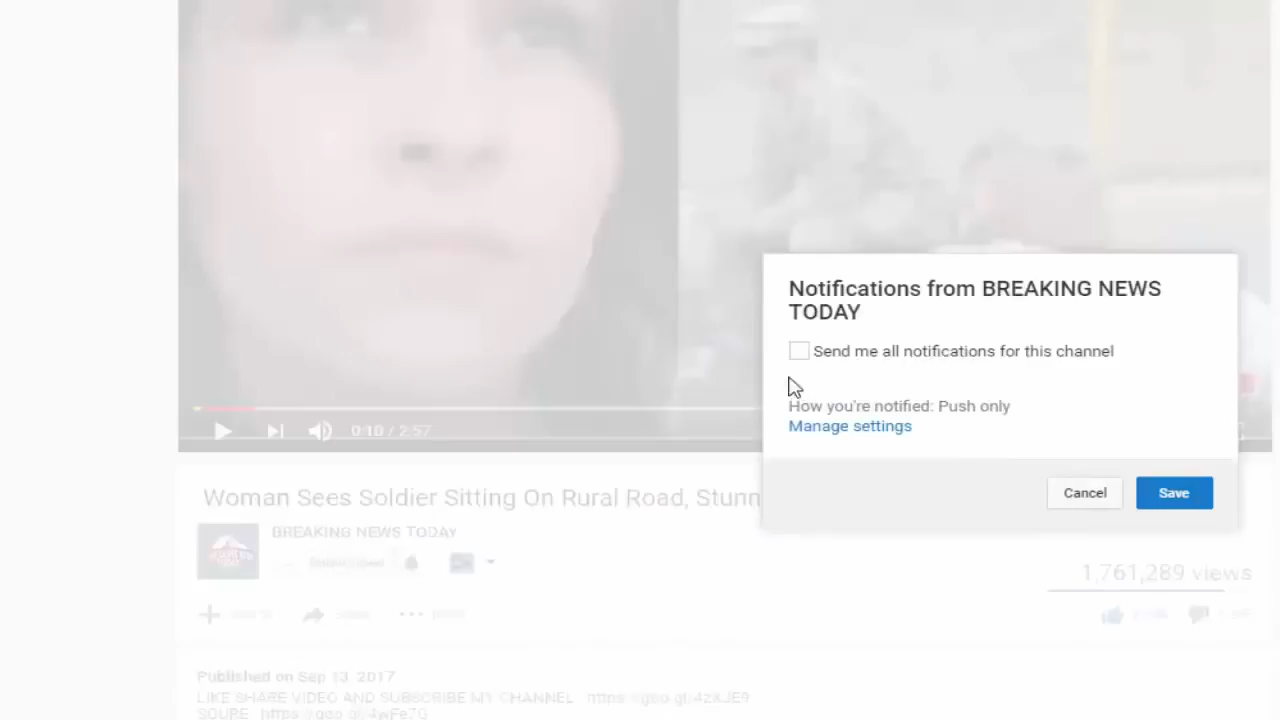 Notifications from BREAKING NEWS
TODAY
Send me all notifications for this channel
How you're notified: Push only
Manage settings
Cancel
Save
0:10 / 2:57
Woman Sees Soldier Sitting On Rural Road, Stunn
BREAKING NEWS TODAY
1,761,289 views
Published on Sep 13, 2017
LIKE SHARE VIDEO AND SUBSCRIBE MY CHANNEL
SOURE